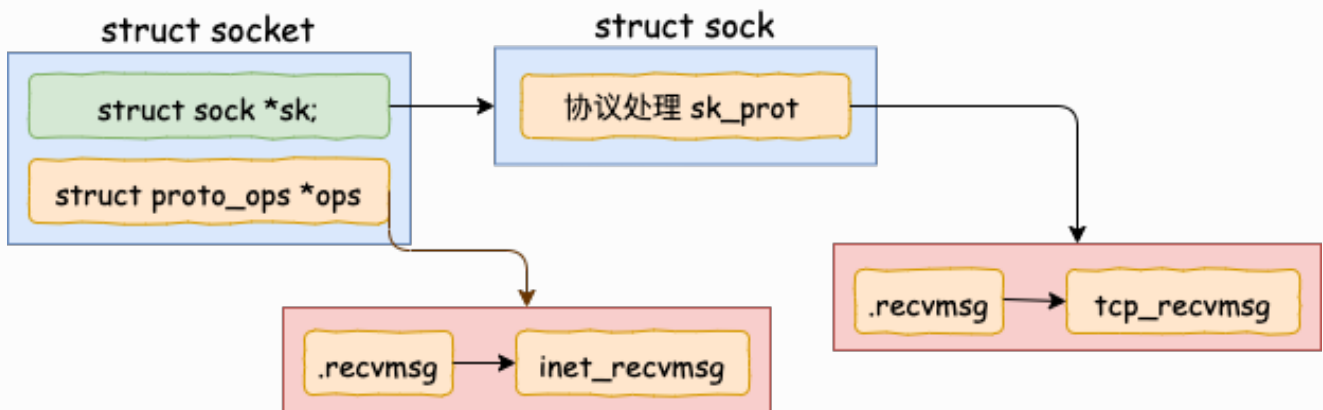 struct socket
struct sock *sk;
struct proto_ops *ops
struct sock
协议处理 sk_prot
.recvmsg
inet_recvmsg
.recvmsg
tcp_recvmsg